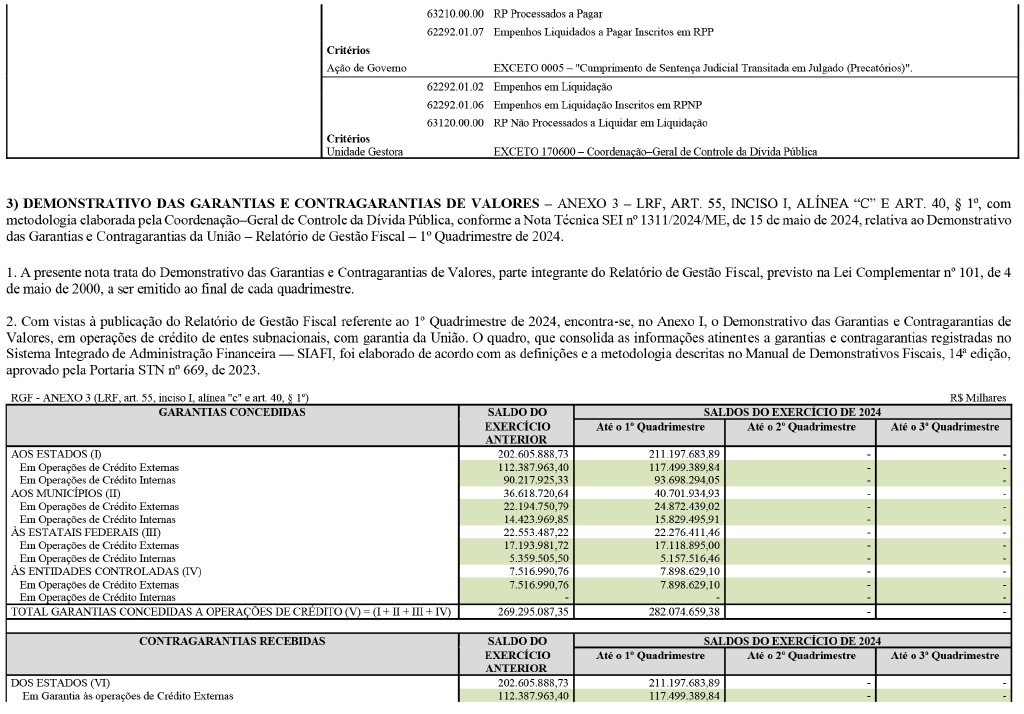 63210.00.00 RP Processados a Pagar
62292.01.07 Empenhos Liquidados a Pagar Inscritos em RPP
Critérios
Ação de Governo EXCETO 0005 – "Cumprimento de Sentença Judicial Transitada em Julgado (Precatórios)".
62292.01.02 Empenhos em Liquidação
62292.01.06 Empenhos em Liquidação Inscritos em RPNP
63120.00.00 RP Não Processados a Liquidar em Liquidação
Critérios
Unidade Gestora EXCETO 170600 – Coordenação–Geral de Controle da Dívida Pública
3) DEMONSTRATIVO DAS GARANTIAS E CONTRAGARANTIAS DE VALORES – ANEXO 3 – LRF, ART. 55, INCISO I, ALÍNEA “C” E ART. 40, § 1º, com
metodologia elaborada pela Coordenação–Geral de Controle da Dívida Pública, conforme a Nota Técnica SEI nº 1311/2024/ME, de 15 de maio de 2024, relativa ao Demonstrativo
das Garantias e Contragarantias da União – Relatório de Gestão Fiscal – 1º Quadrimestre de 2024.
1. A presente nota trata do Demonstrativo das Garantias e Contragarantias de Valores, parte integrante do Relatório de Gestão Fiscal, previsto na Lei Complementar nº 101, de 4
de maio de 2000, a ser emitido ao final de cada quadrimestre.
2. Com vistas à publicação do Relatório de Gestão Fiscal referente ao 1º Quadrimestre de 2024, encontra-se, no Anexo I, o Demonstrativo das Garantias e Contragarantias de
Valores, em operações de crédito de entes subnacionais, com garantia da União. O quadro, que consolida as informações atinentes a garantias e contragarantias registradas no
Sistema Integrado de Administração Financeira — SIAFI, foi elaborado de acordo com as definições e a metodologia descritas no Manual de Demonstrativos Fiscais, 14ª edição,
aprovado pela Portaria STN nº 669, de 2023.
RGF - ANEXO 3 (LRF, art. 55, inciso I, alínea "c" e art. 40, § 1º) R$ Milhares
GARANTIAS CONCEDIDAS SALDO DO EXERCÍCIO ANTERIOR SALDOS DO EXERCÍCIO DE 2024
Até o 1º Quadrimestre Até o 2º Quadrimestre Até o 3º Quadrimestre
AOS ESTADOS (I) 202.605.888,73 211.197.683,89 - -
Em Operações de Crédito Externas 112.387.963,40 117.499.389,84 - -
Em Operações de Crédito Internas 90.217.925,33 93.698.294,05 - -
AOS MUNICÍPIOS (II) 36.618.720,64 40.701.934,93 - -
Em Operações de Crédito Externas 22.194.750,79 24.872.439,02 - -
Em Operações de Crédito Internas 14.423.969,85 15.829.495,91 - -
ÀS ESTATAIS FEDERAIS (III) 22.553.487,22 22.276.411,46 - -
Em Operações de Crédito Externas 17.193.981,72 17.118.895,00 - -
Em Operações de Crédito Internas 5.359.505,50 5.157.516,46 - -
ÀS ENTIDADES CONTROLADAS (IV) 7.516.990,76 7.898.629,10 - -
Em Operações de Crédito Externas 7.516.990,76 7.898.629,10 - -
Em Operações de Crédito Internas - - - -
TOTAL GARANTIAS CONCEDIDAS A OPERAÇÕES DE CRÉDITO (V) = (I + II + III + IV) 269.295.087,35 282.074.659,38 - -
CONTRAGARANTIAS RECEBIDAS SALDO DO EXERCÍCIO ANTERIOR SALDOS DO EXERCÍCIO DE 2024
Até o 1º Quadrimestre Até o 2º Quadrimestre Até o 3º Quadrimestre
DOS ESTADOS (VI) 202.605.888,73 211.197.683,89 - -
Em Garantia às operações de Crédito Externas 112.387.963,40 117.499.389,84 - -